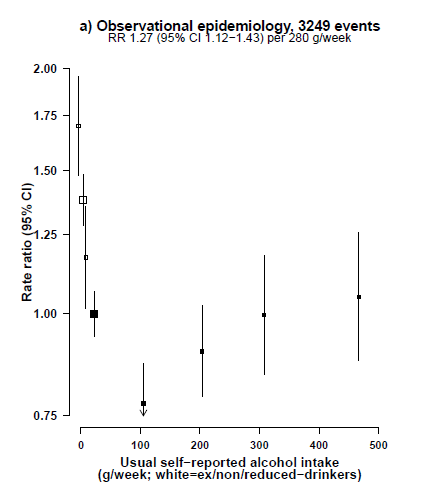 a) Observational epidemiology, 3249 events
RR 1.27 (95% CI 1.12−1.43) per 280 g/week
2.00
1.75
1.50
1.25
1.00
0.75
Rate ratio (95% CI)
0 100 200 300 400 500
Usual self−reported alcohol intake
(g/week; white=ex/non/reduced−drinkers)